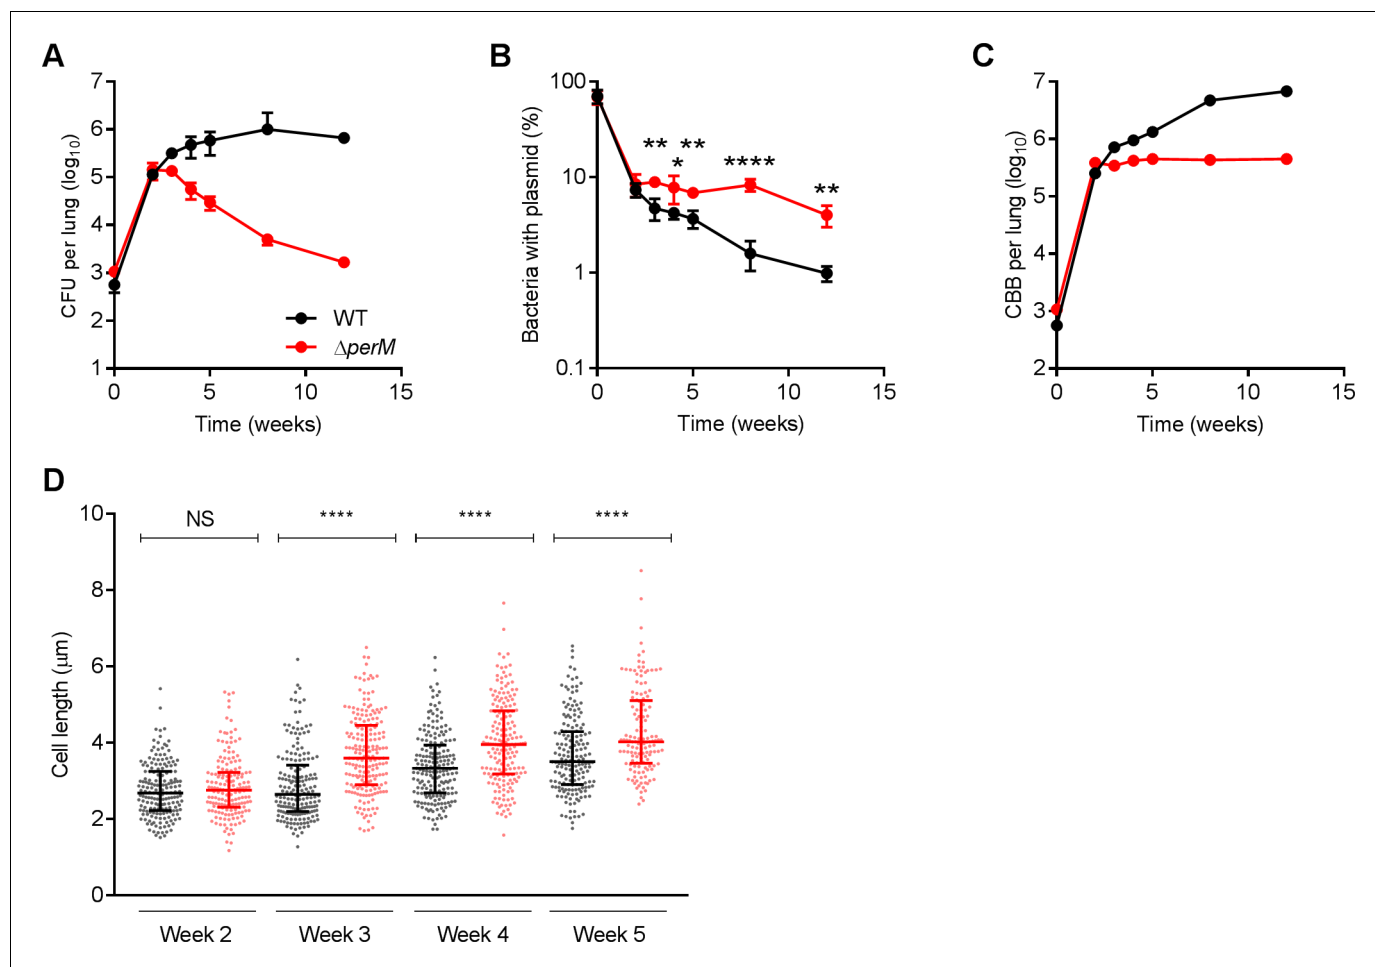 A
CFU per lung (log10)
7
6
5
4
3
2
1
0
5
10
15
Time (weeks)
WT
ΔperM
B
Bacteria with plasmid (%)
100
10
1
0.1
**
*
**
****
**
0
5
10
15
Time (weeks)
C
CBB per lung (log10)
7
6
5
4
3
2
0
5
10
15
Time (weeks)
D
Cell length (μm)
10
8
6
4
2
0
NS
****
****
****
Week 2
Week 3
Week 4
Week 5